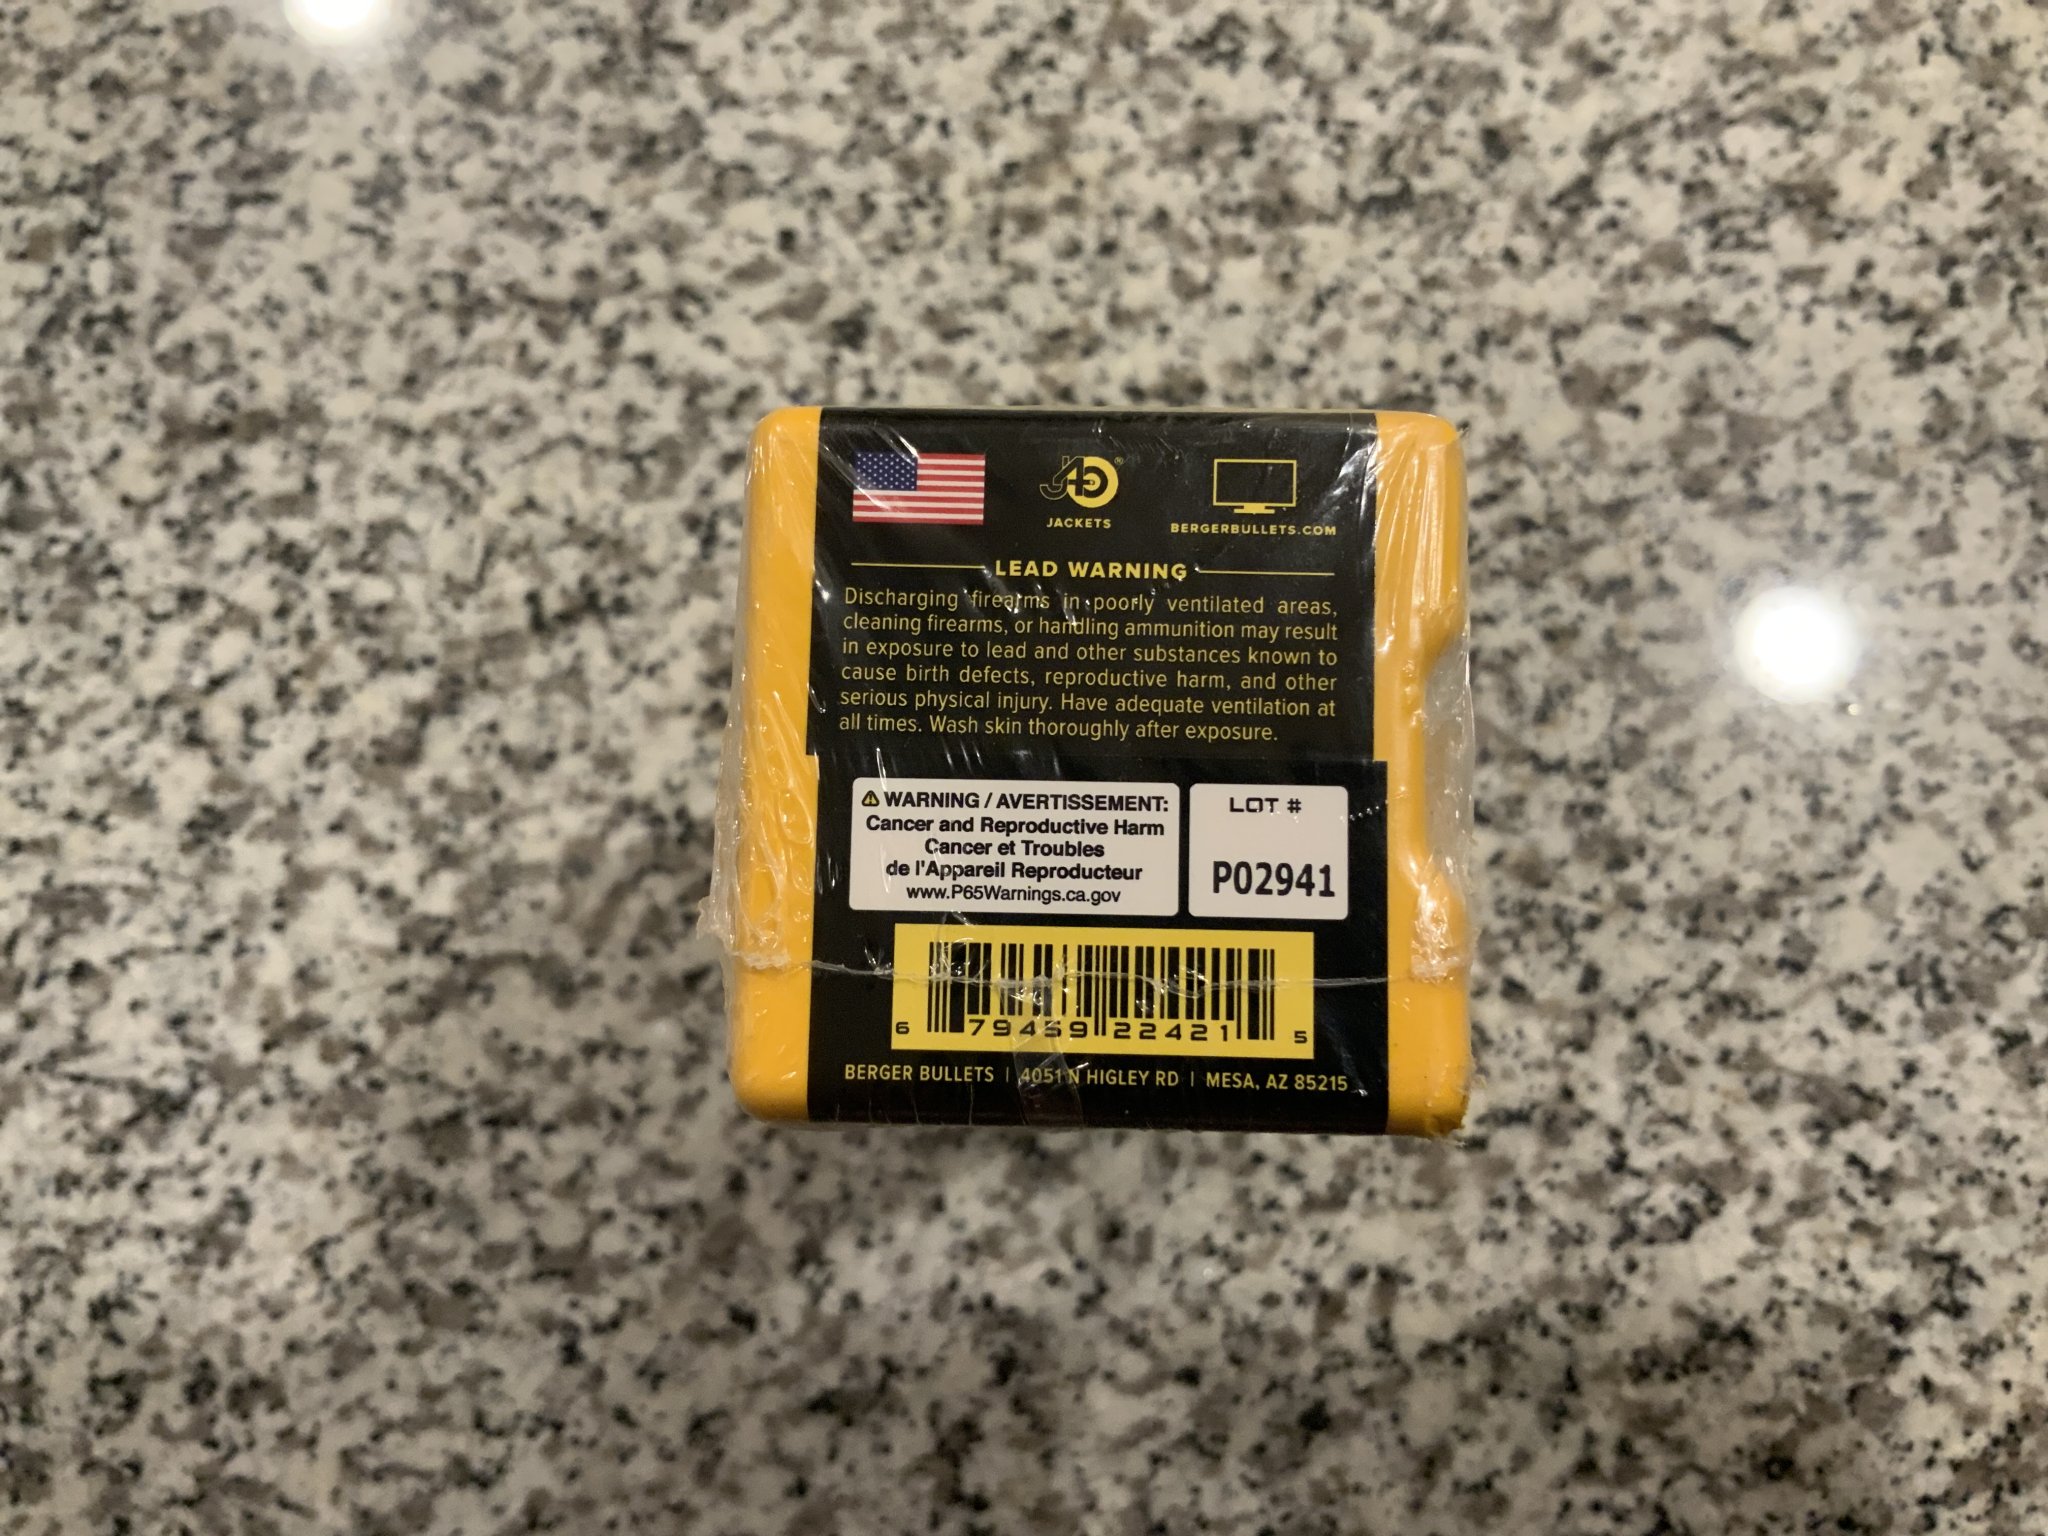 J4
JACKETS
BERGERBULLETS.COM
LEAD WARNING
Discharging firearms in poorly ventilated areas,
cleaning firearms, or handling ammunition may result
in exposure to lead and other substances known to
cause birth defects, reproductive harm, and other
serious physical injury. Have adequate ventilation at
all times. Wash skin thoroughly after exposure.
⚠ WARNING / AVERTISSEMENT:
Cancer and Reproductive Harm
Cancer et Troubles
de l'Appareil Reproducteur
www.P65Warnings.ca.gov
LOT #
P02941
6 79459 22421 5
BERGER BULLETS | 4051 N HIGLEY RD | MESA, AZ 85215